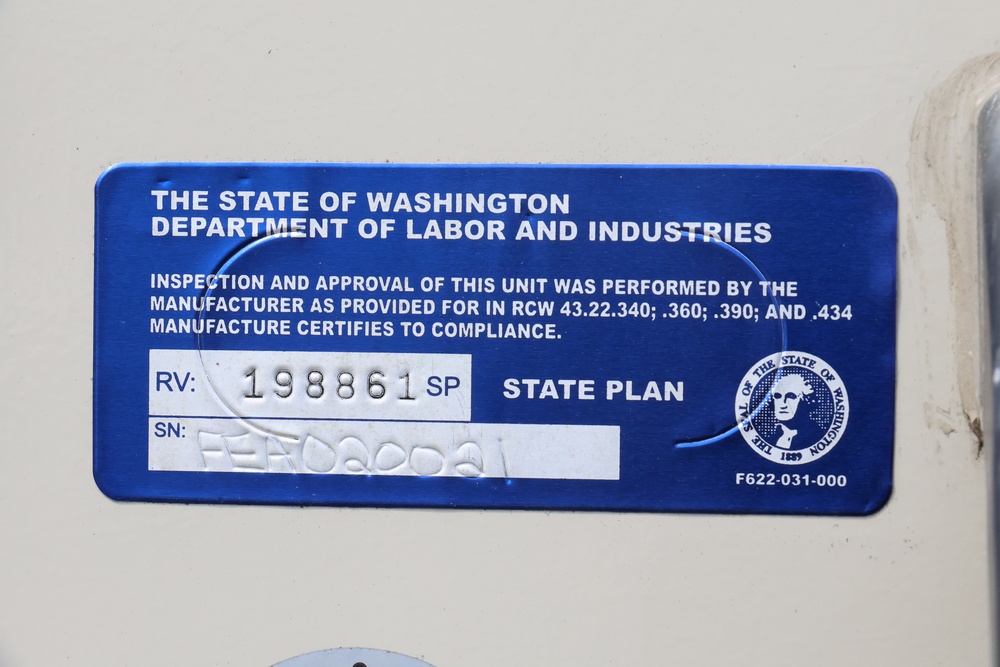 THE STATE OF WASHINGTON
DEPARTMENT OF LABOR AND INDUSTRIES
INSPECTION AND APPROVAL OF THIS UNIT WAS PERFORMED BY THE
MANUFACTURER AS PROVIDED FOR IN RCW 43.22.340; .360; .390; AND .434
MANUFACTURE CERTIFIES TO COMPLIANCE.
RV: 198861 SP STATE PLAN
SN:
THE SEAL OF THE STATE OF WASHINGTON
1889
F622-031-000